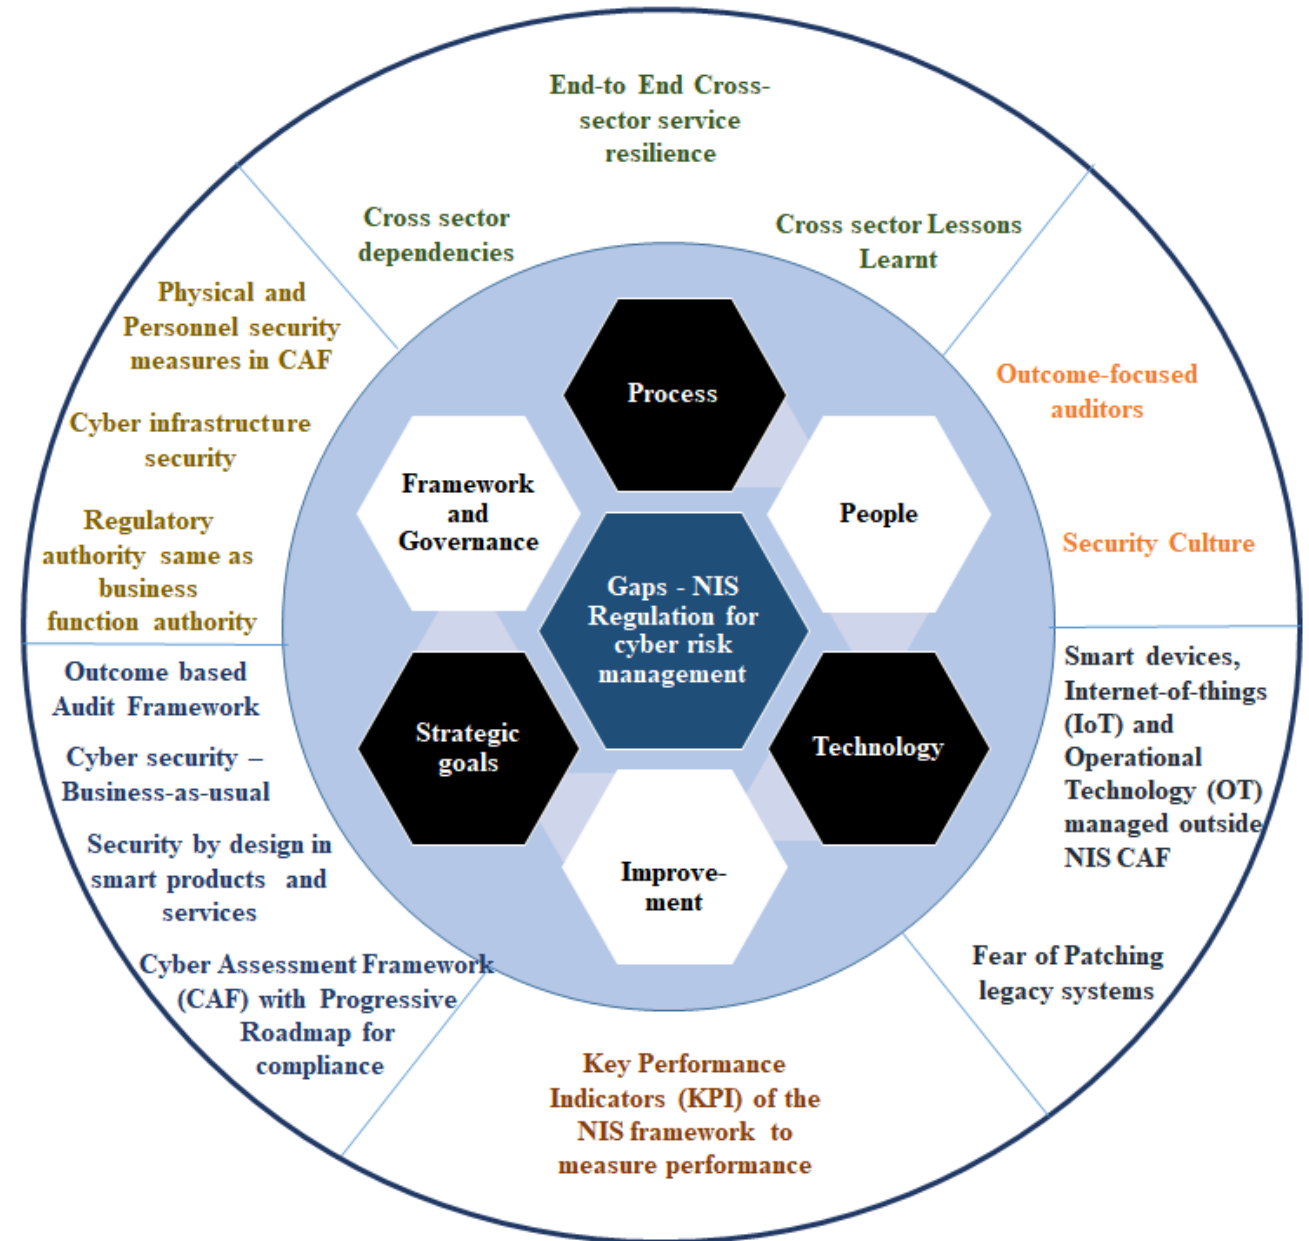 End-to End Cross-
sector service
resilience
Cross sector
dependencies
Cross sector Lessons
Learnt
Physical and
Personnel security
measures in CAF
Cyber infrastructure
security
Regulatory
authority same as
business
function authority
Outcome-focused
auditors
Security Culture
Process
Framework
and
Governance
People
Gaps - NIS
Regulation for
cyber risk
management
Strategic
goals
Technology
Improve-
ment
Outcome based
Audit Framework
Cyber security –
Business-as-usual
Security by design in
smart products and
services
Cyber Assessment Framework
(CAF) with Progressive
Roadmap for
compliance
Smart devices,
Internet-of-things
(IoT) and
Operational
Technology (OT)
managed outside
NIS CAF
Fear of Patching
legacy systems
Key Performance
Indicators (KPI) of the
NIS framework to
measure performance